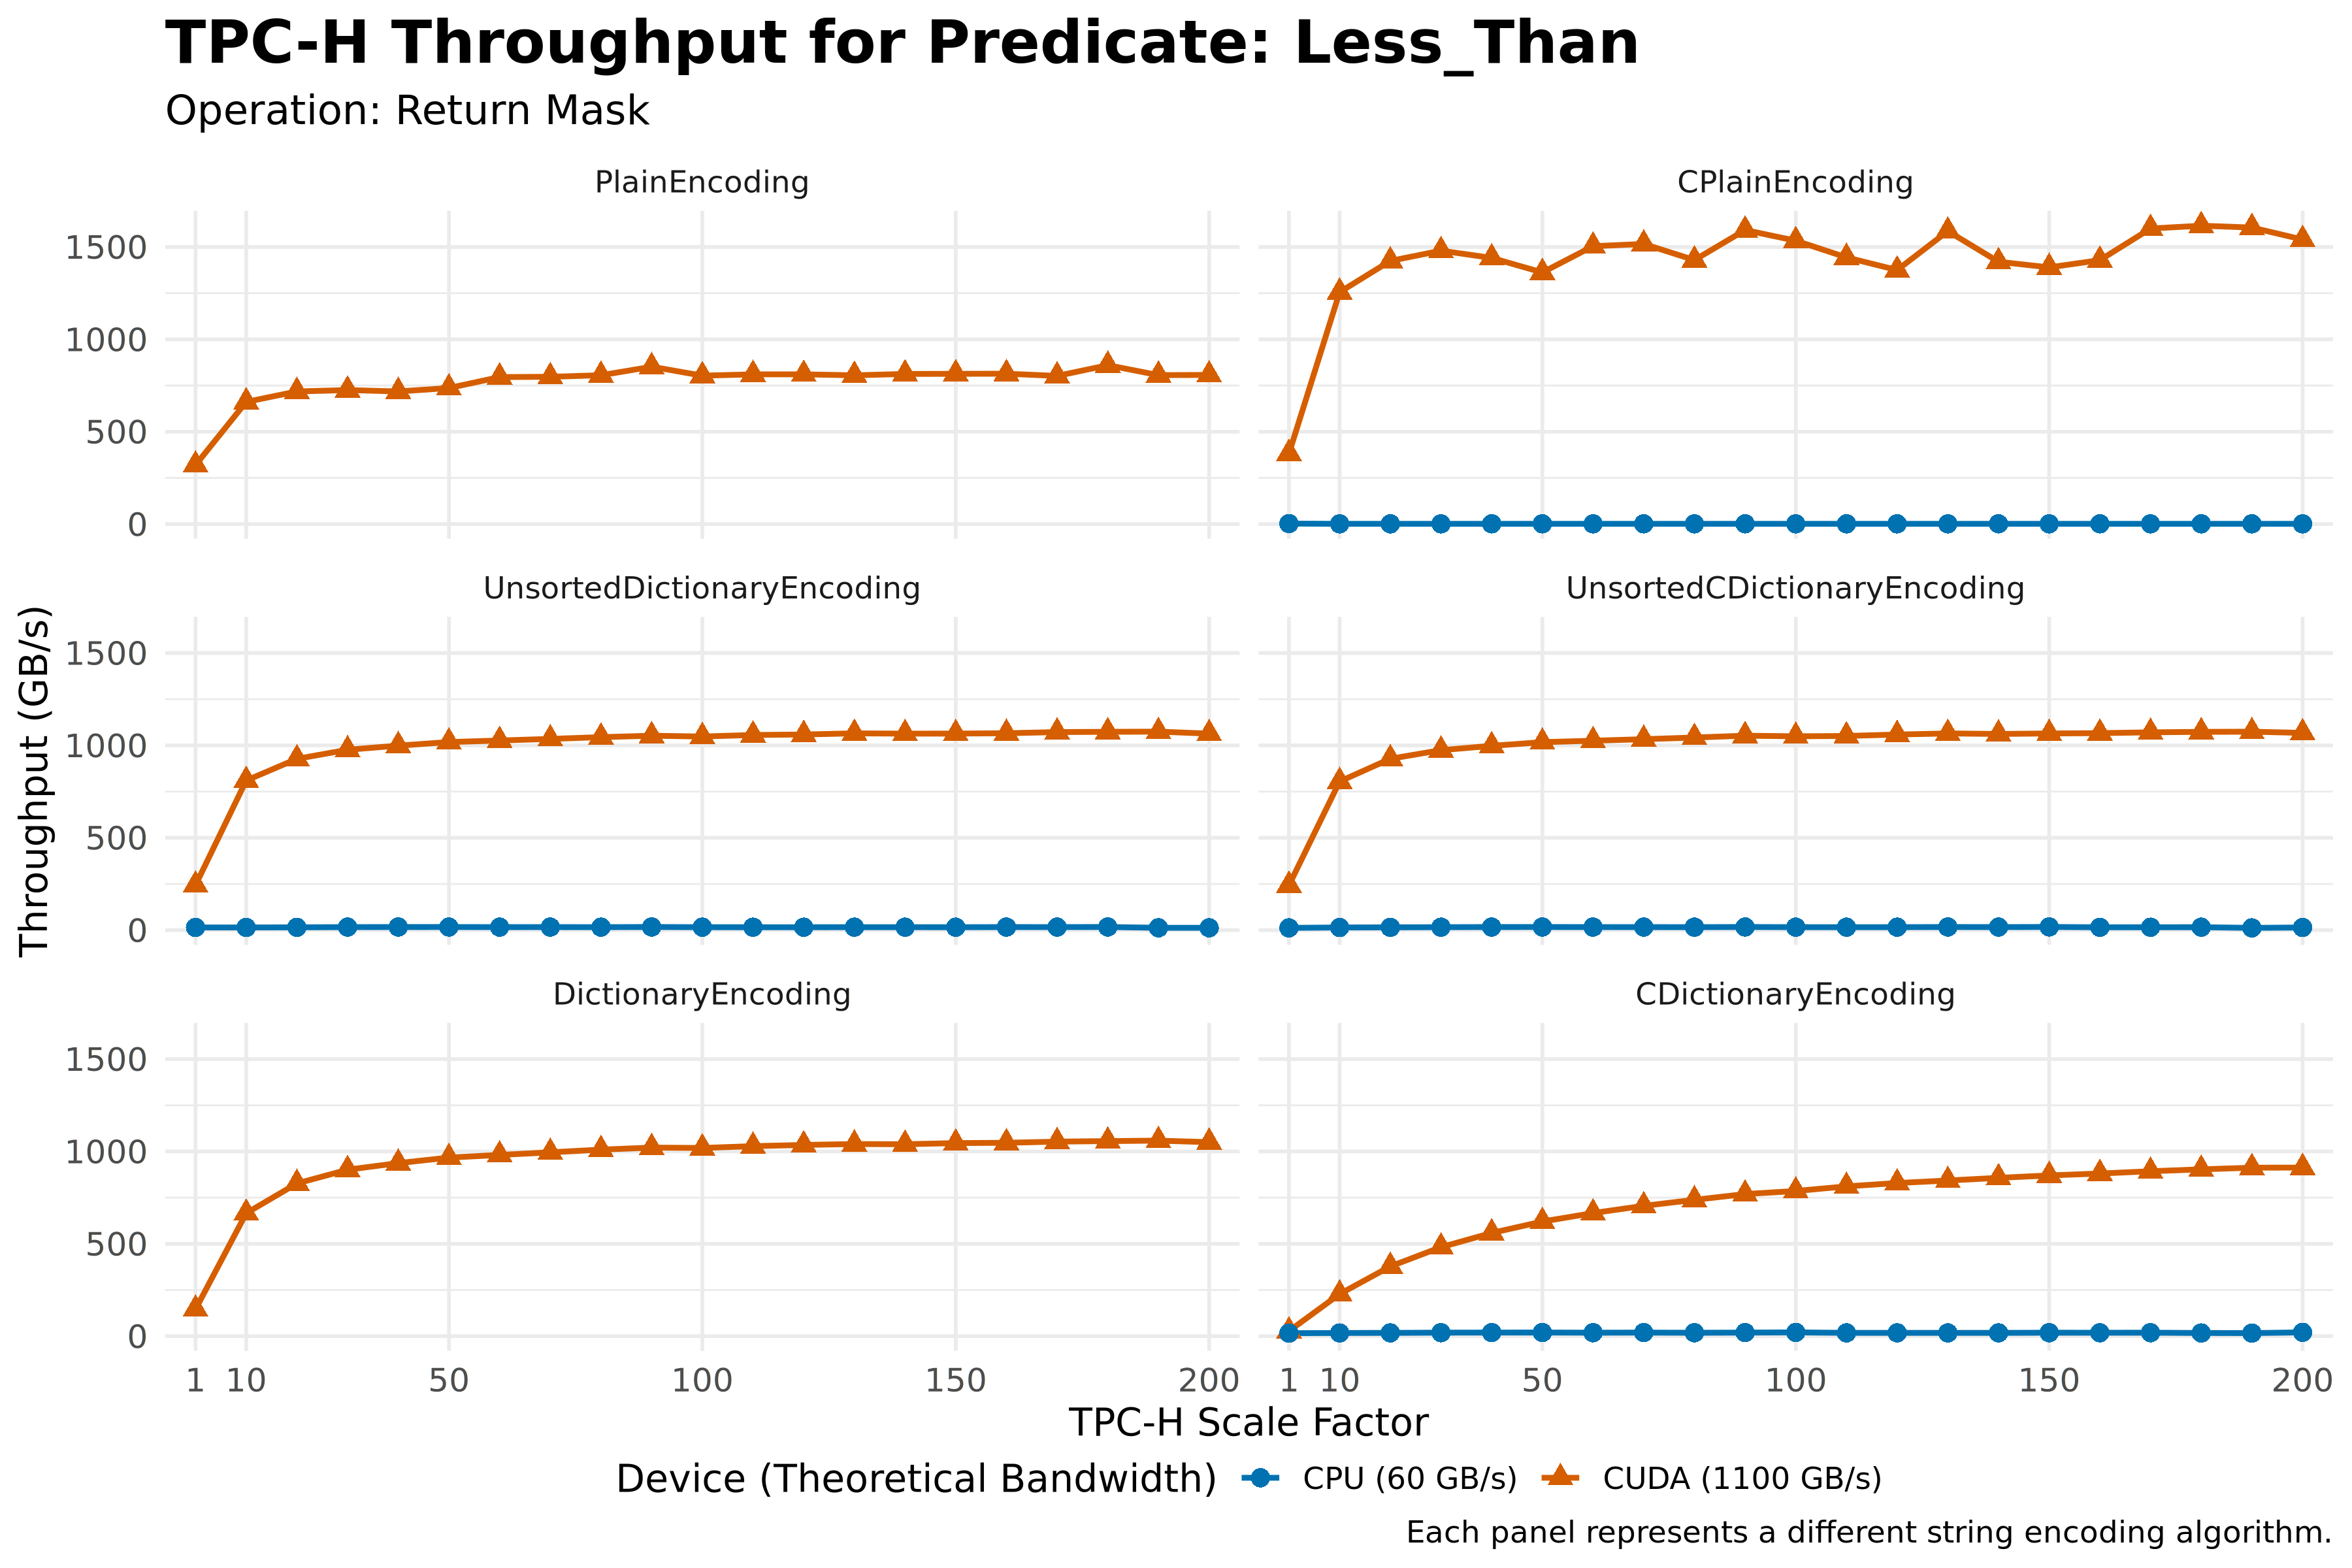 TPC-H Throughput for Predicate: Less_Than
Operation: Return Mask
PlainEncoding
CPlainEncoding
1500
1000
500
0
UnsortedDictionaryEncoding
UnsortedCDictionaryEncoding
1500
1000
500
0
Throughput (GB/s)
DictionaryEncoding
CDictionaryEncoding
1500
1000
500
0
1 10 50 100 150 200
1 10 50 100 150 200
TPC-H Scale Factor
Device (Theoretical Bandwidth) CPU (60 GB/s) CUDA (1100 GB/s)
Each panel represents a different string encoding algorithm.